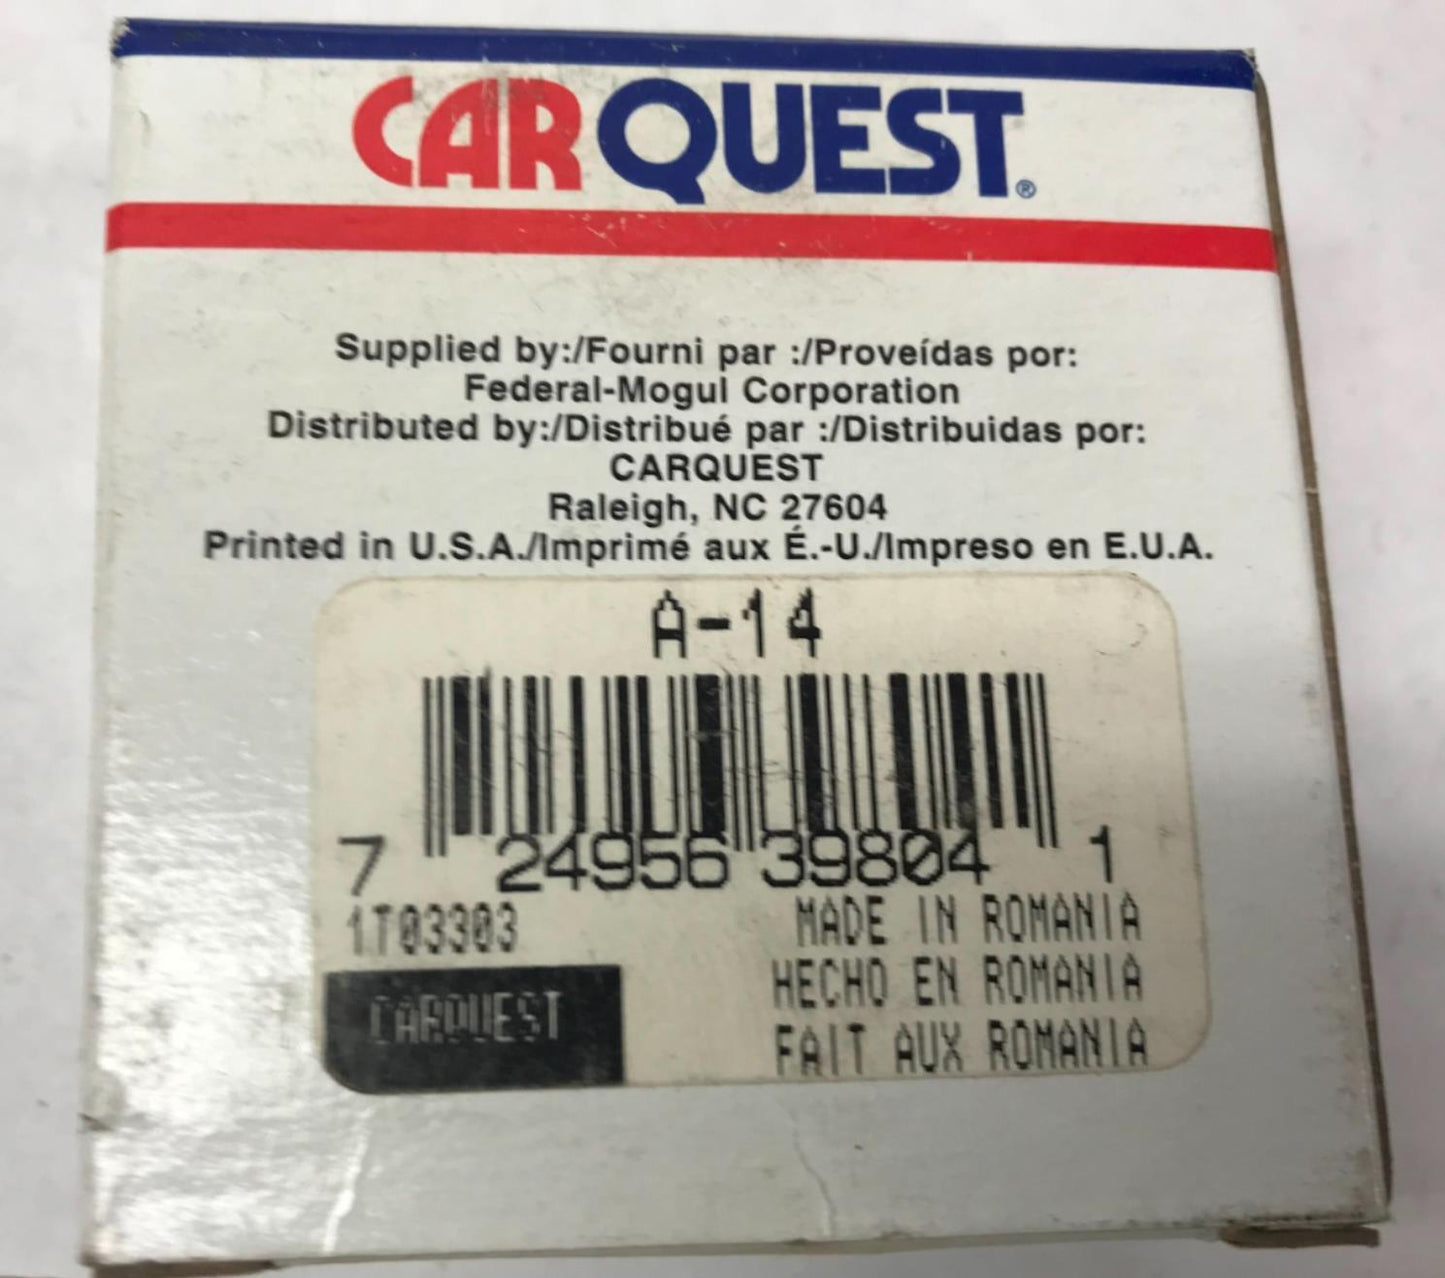 CARQUEST®
Supplied by:/Fourni par :/Proveídas por:
Federal-Mogul Corporation
Distributed by:/Distribué par :/Distribuidas por:
CARQUEST
Raleigh, NC 27604
Printed in U.S.A./Imprimé aux É.-U./Impreso en E.U.A.
A-14
7 24956 39804 1
1T03303
MADE IN ROMANIA
HECHO EN ROMANIA
CARQUEST
FAIT AUX ROMANIA